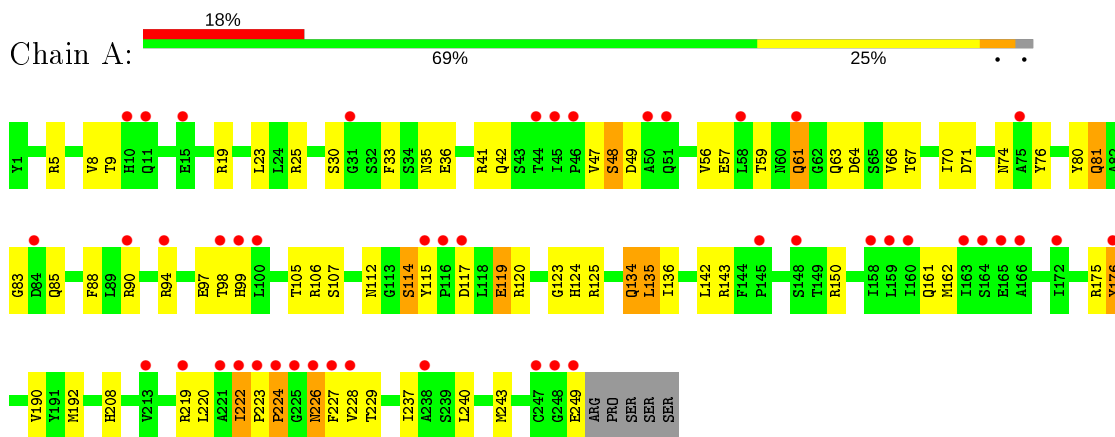 18%
Chain A:
69% 25% • •
Y1 R5 V8 T9 H10 Q11 E15 R19 L23 L24 R25 S30 G31 S32 F33 S34 N35 E36 R41 Q42 S43 T44 I45 P46 V47 S48 D49 A50 Q51 V56 E57 L58 T59 N60 Q61 G62 Q63 D64 S65 V66 T67 I70 D71 N74 A75 Y76 Y80 Q81 A82
G83 D84 Q85 F88 L89 R90 R94 E97 T98 H99 L100 T105 R106 S107 N112 G113 S114 Y115 P116 D117 L118 E119 R120 G123 H124 R125 Q134 L135 I136 L142 R143 F144 P145 S148 T149 R150 I158 L159 I160 Q161 M162 I163 S164 E165 A166 I172 R175 Y176
V190 Y191 M192 H208 V213 R219 L220 A221 I222 P223 P224 G225 N226 F227 V228 T229 I237 A238 S239 L240 M243 C247 G248 E249 ARG PRO SER SER SER